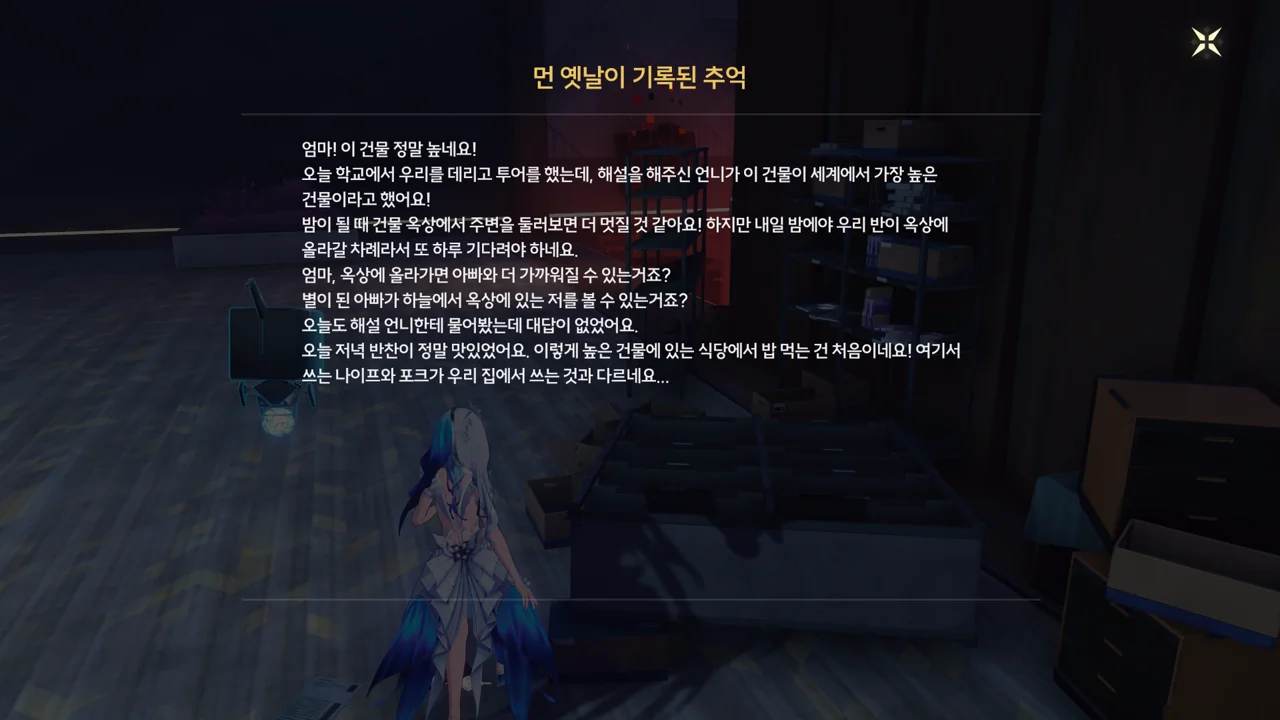 먼 옛날이 기록된 추억
엄마! 이 건물 정말 높네요!
오늘 학교에서 우리를 데리고 투어를 했는데, 해설을 해주신 언니가 이 건물이 세계에서 가장 높은
건물이라고 했어요!
밤이 될 때 건물 옥상에서 주변을 둘러보면 더 멋질 것 같아요! 하지만 내일 밤에야 우리 반이 옥상에
올라갈 차례라서 또 하루 기다려야 하네요.
엄마, 옥상에 올라가면 아빠와 더 가까워질 수 있는거죠?
별이 된 아빠가 하늘에서 옥상에 있는 저를 볼 수 있는거죠?
오늘도 해설 언니한테 물어봤는데 대답이 없었어요.
오늘 저녁 반찬이 정말 맛있었어요. 이렇게 높은 건물에 있는 식당에서 밥 먹는 건 처음이네요! 여기서
쓰는 나이프와 포크가 우리 집에서 쓰는 것과 다르네요...